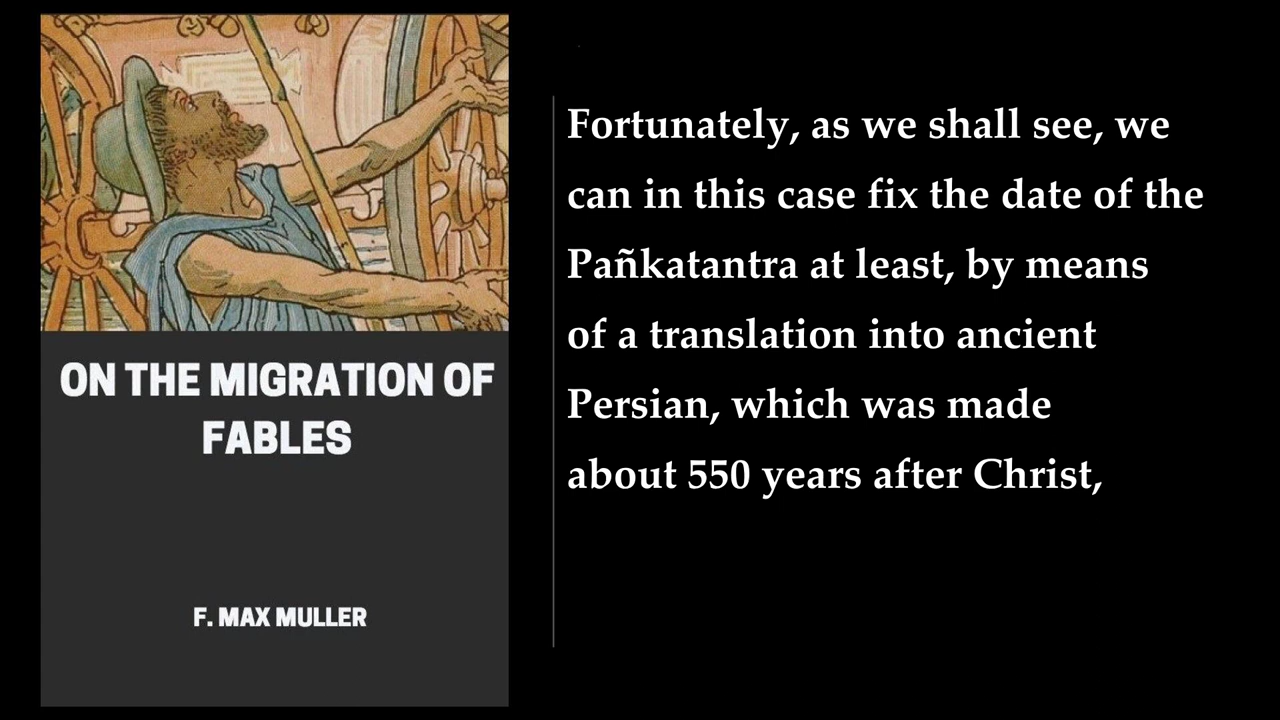 ON THE MIGRATION OF
FABLES
F. MAX MULLER
Fortunately, as we shall see, we
can in this case fix the date of the
Pañkatantra at least, by means
of a translation into ancient
Persian, which was made
about 550 years after Christ,